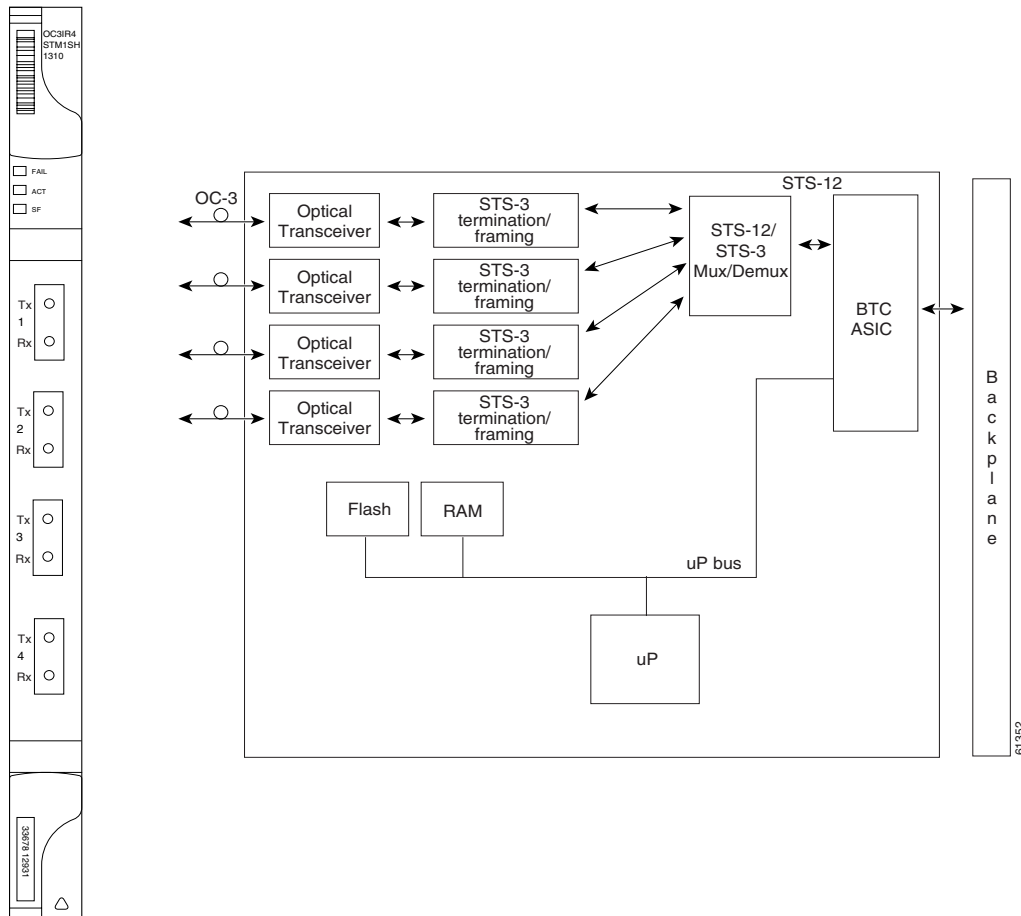 OC3IR4
STM1SH
1310
FAIL
ACT
SF
Tx
1
Rx
Tx
2
Rx
Tx
3
Rx
Tx
4
Rx
33678 12931
OC-3
Optical
Transceiver
STS-3
termination/
framing
Optical
Transceiver
STS-3
termination/
framing
Optical
Transceiver
STS-3
termination/
framing
Optical
Transceiver
STS-3
termination/
framing
STS-12/
STS-3
Mux/Demux
STS-12
BTC
ASIC
Flash
RAM
uP bus
uP
Backplane
61352